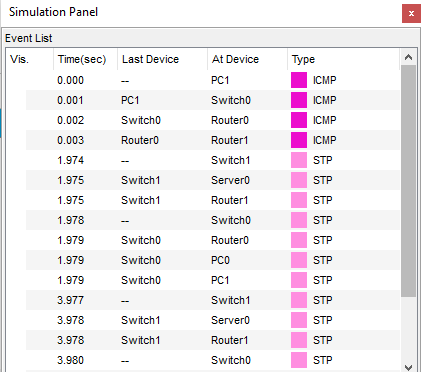 Simulation Panel x
Event List
Vis. Time(sec) Last Device At Device Type
0.000 -- PC1 ICMP
0.001 PC1 Switch0 ICMP
0.002 Switch0 Router0 ICMP
0.003 Router0 Router1 ICMP
1.974 -- Switch1 STP
1.975 Switch1 Server0 STP
1.975 Switch1 Router1 STP
1.978 -- Switch0 STP
1.979 Switch0 Router0 STP
1.979 Switch0 PC0 STP
1.979 Switch0 PC1 STP
3.977 -- Switch1 STP
3.978 Switch1 Server0 STP
3.978 Switch1 Router1 STP
3.980 -- Switch0 STP